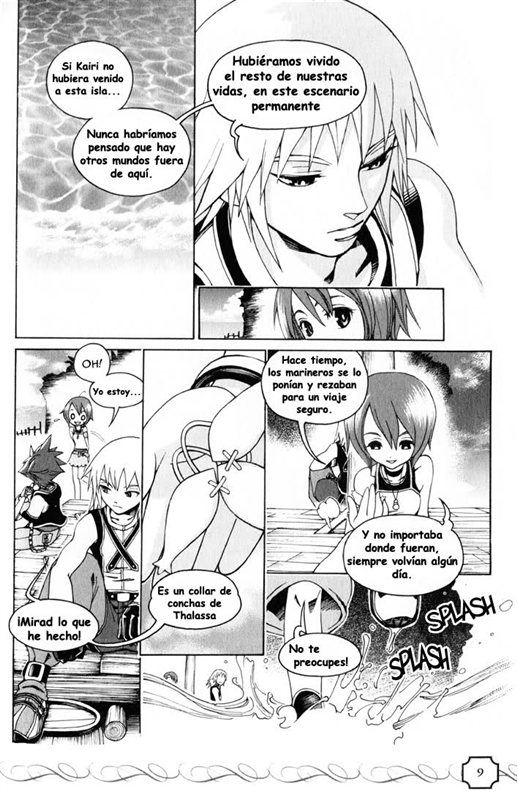 Si Kairi no
hubiera venido
a esta isla...
Nunca habríamos
pensado que hay
otros mundos fuera
de aquí.
Hubiéramos vivido
el resto de nuestras
vidas, en este escenario
permanente
OH!
Yo estoy...
¡Mirad lo que
he hecho!
Es un collar de
conchas de
Thalassa
Hace tiempo,
los marineros se lo
ponían y rezaban
para un viaje
seguro.
Y no importaba
donde fueran,
siempre volvían algún
día.
No te
preocupes!
SPLASH
SPLASH
9